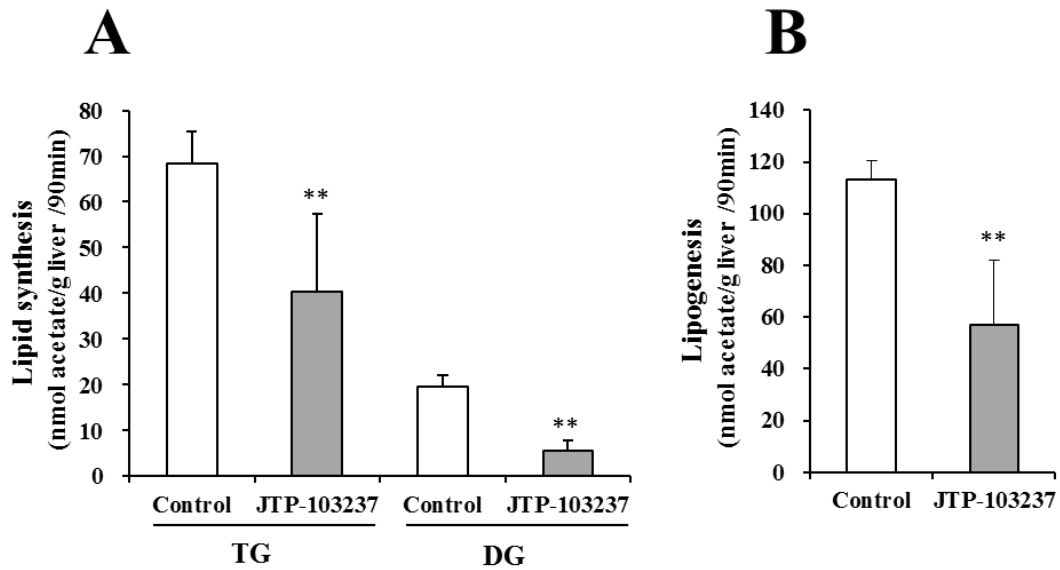 A
Lipid synthesis
(nmol acetate/g liver /90min)
80
70
60
50
40
30
20
10
0
**
**
Control
JTP-103237
Control
JTP-103237
TG
DG
B
Lipogenesis
(nmol acetate/g liver /90min)
140
120
100
80
60
40
20
0
**
Control
JTP-103237